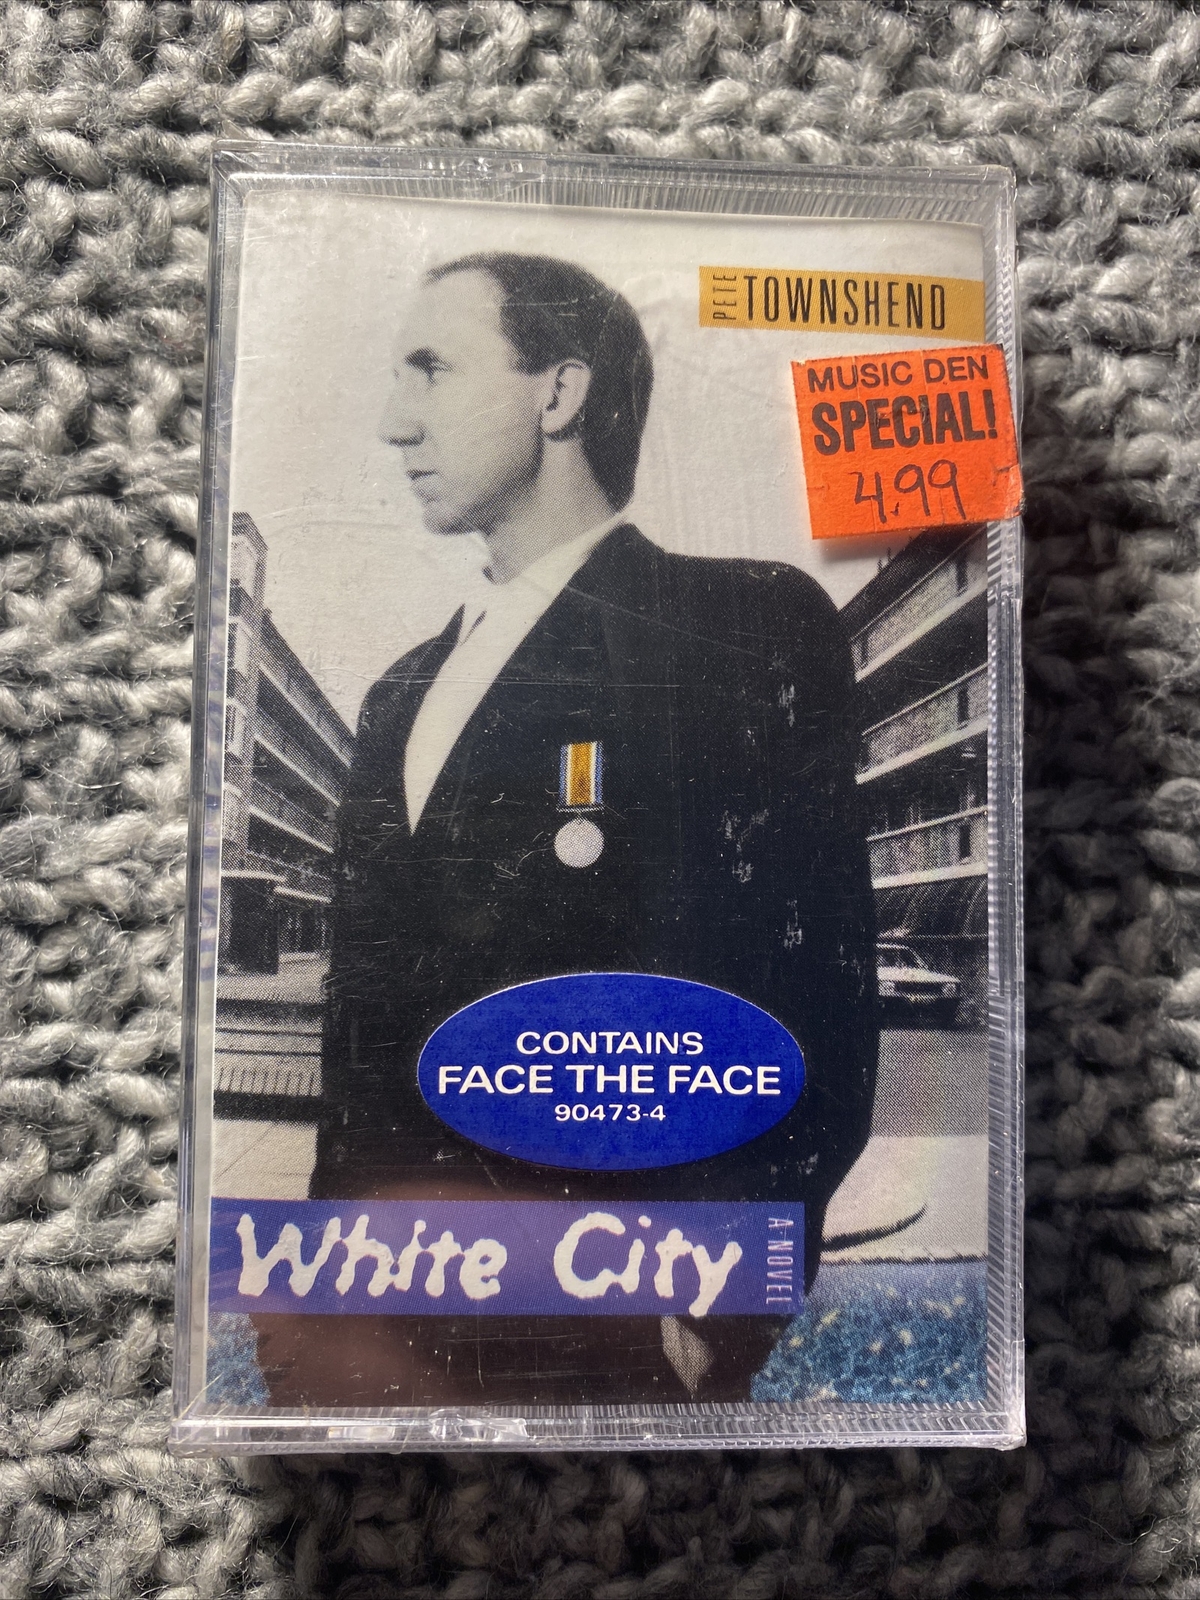 PETE TOWNSHEND
MUSIC DEN
SPECIAL!
4.99
CONTAINS
FACE THE FACE
90473-4
White City
A NOVEL